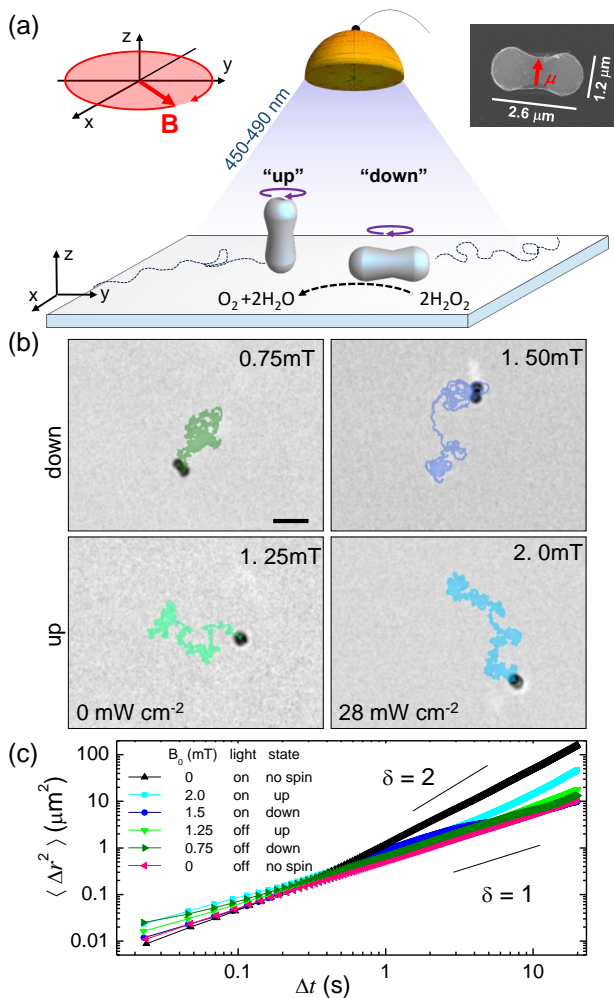 (a)
z
y
x
B
450-490 nm
μ
1.2 μm
2.6 μm
“up”
“down”
z
x
y
O₂ +2H₂O
2H₂O₂
(b)
down
0.75mT
1. 50mT
up
1. 25mT
2. 0mT
0 mW cm⁻²
28 mW cm⁻²
(c)
B₀ (mT) light state
0 on no spin
2.0 on up
1.5 on down
1.25 off up
0.75 off down
0 off no spin
δ = 2
δ = 1
100
10
1
0.1
0.01
⟨ Δr² ⟩ (μm²)
0.1 1 10
Δt (s)